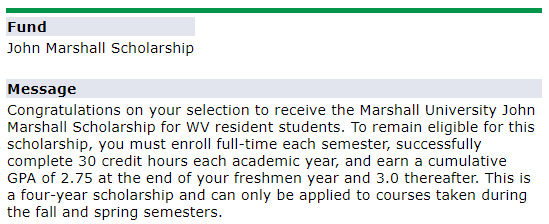 Fund
John Marshall Scholarship
Message
Congratulations on your selection to receive the Marshall University John
Marshall Scholarship for WV resident students. To remain eligible for this
scholarship, you must enroll full-time each semester, successfully
complete 30 credit hours each academic year, and earn a cumulative
GPA of 2.75 at the end of your freshmen year and 3.0 thereafter. This is
a four-year scholarship and can only be applied to courses taken during
the fall and spring semesters.